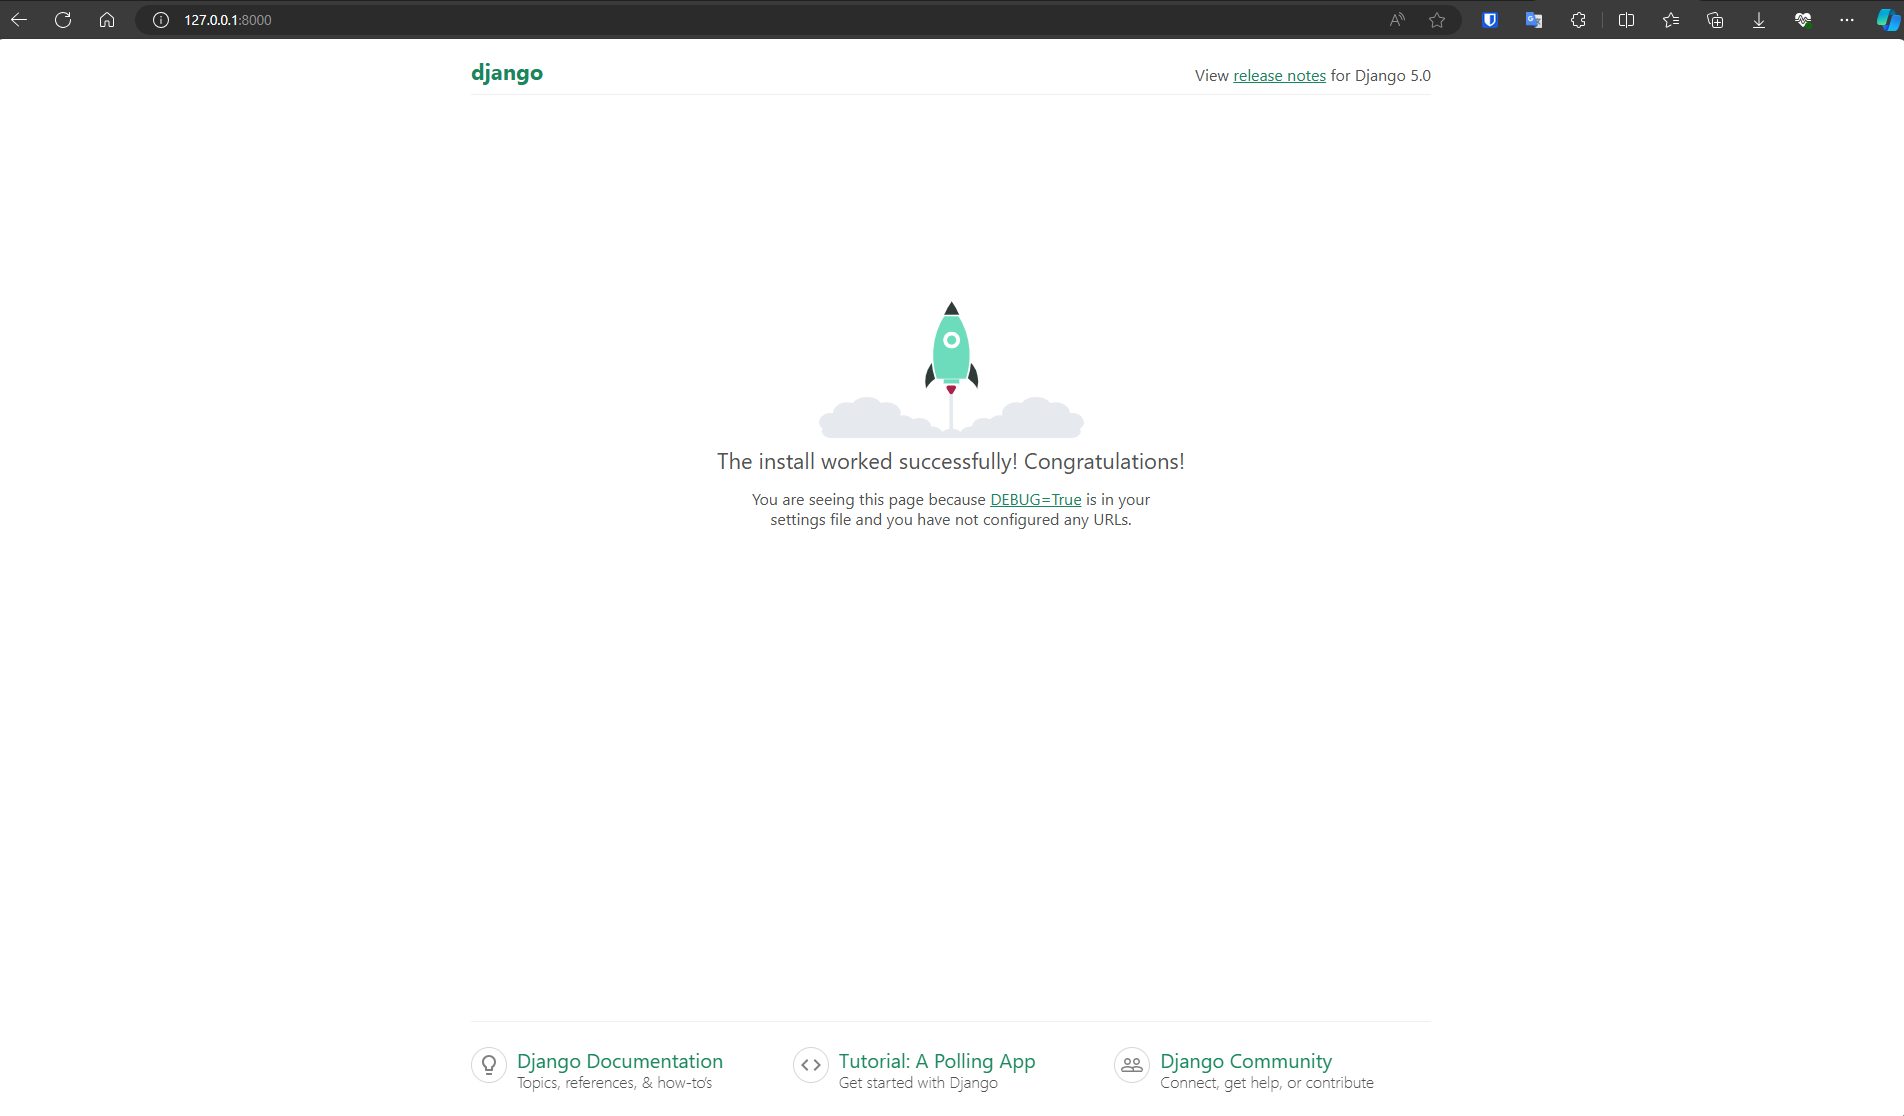 127.0.0.1:8000
django
View release notes for Django 5.0
The install worked successfully! Congratulations!
You are seeing this page because DEBUG=True is in your
settings file and you have not configured any URLs.
Django Documentation
Topics, references, & how-to's
Tutorial: A Polling App
Get started with Django
Django Community
Connect, get help, or contribute